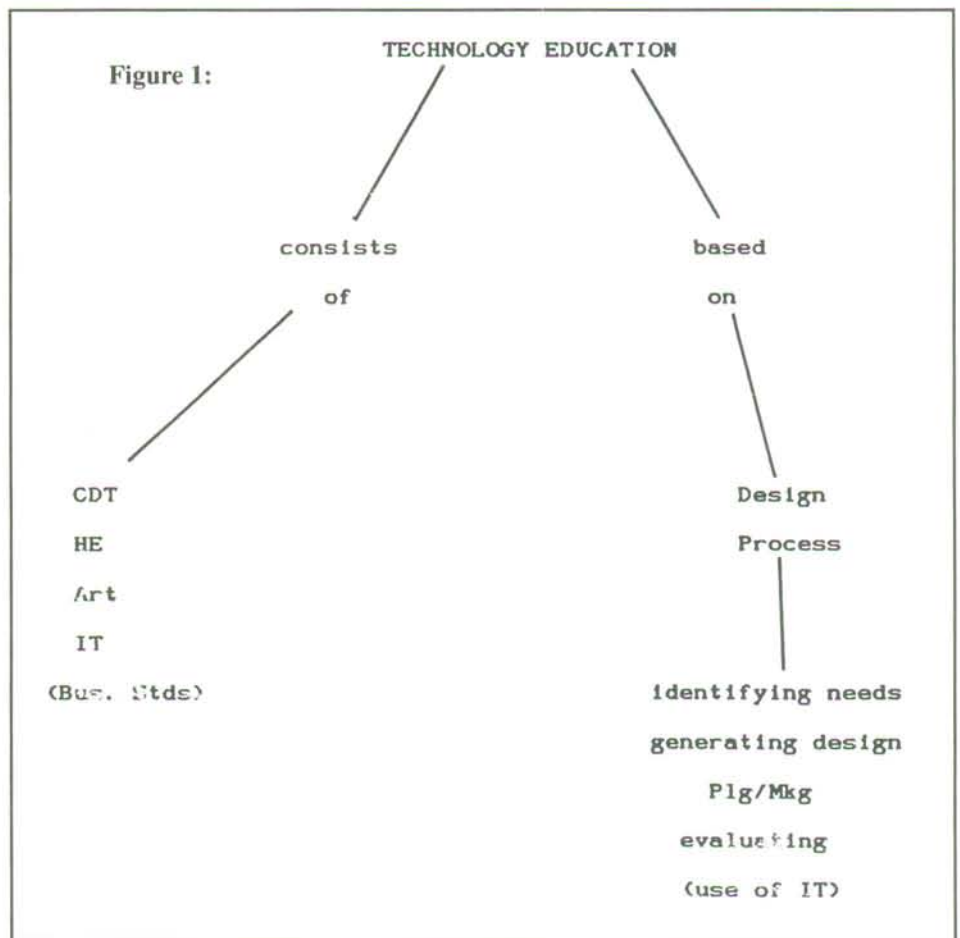 TECHNOLOGY EDUCATION
Figure 1:
consists
of
based
on
CDT
HE
Art
IT
(Bus. Stds)
Design
Process
identifying needs
generating design
Plg/Mkg
evaluating
(use of IT)